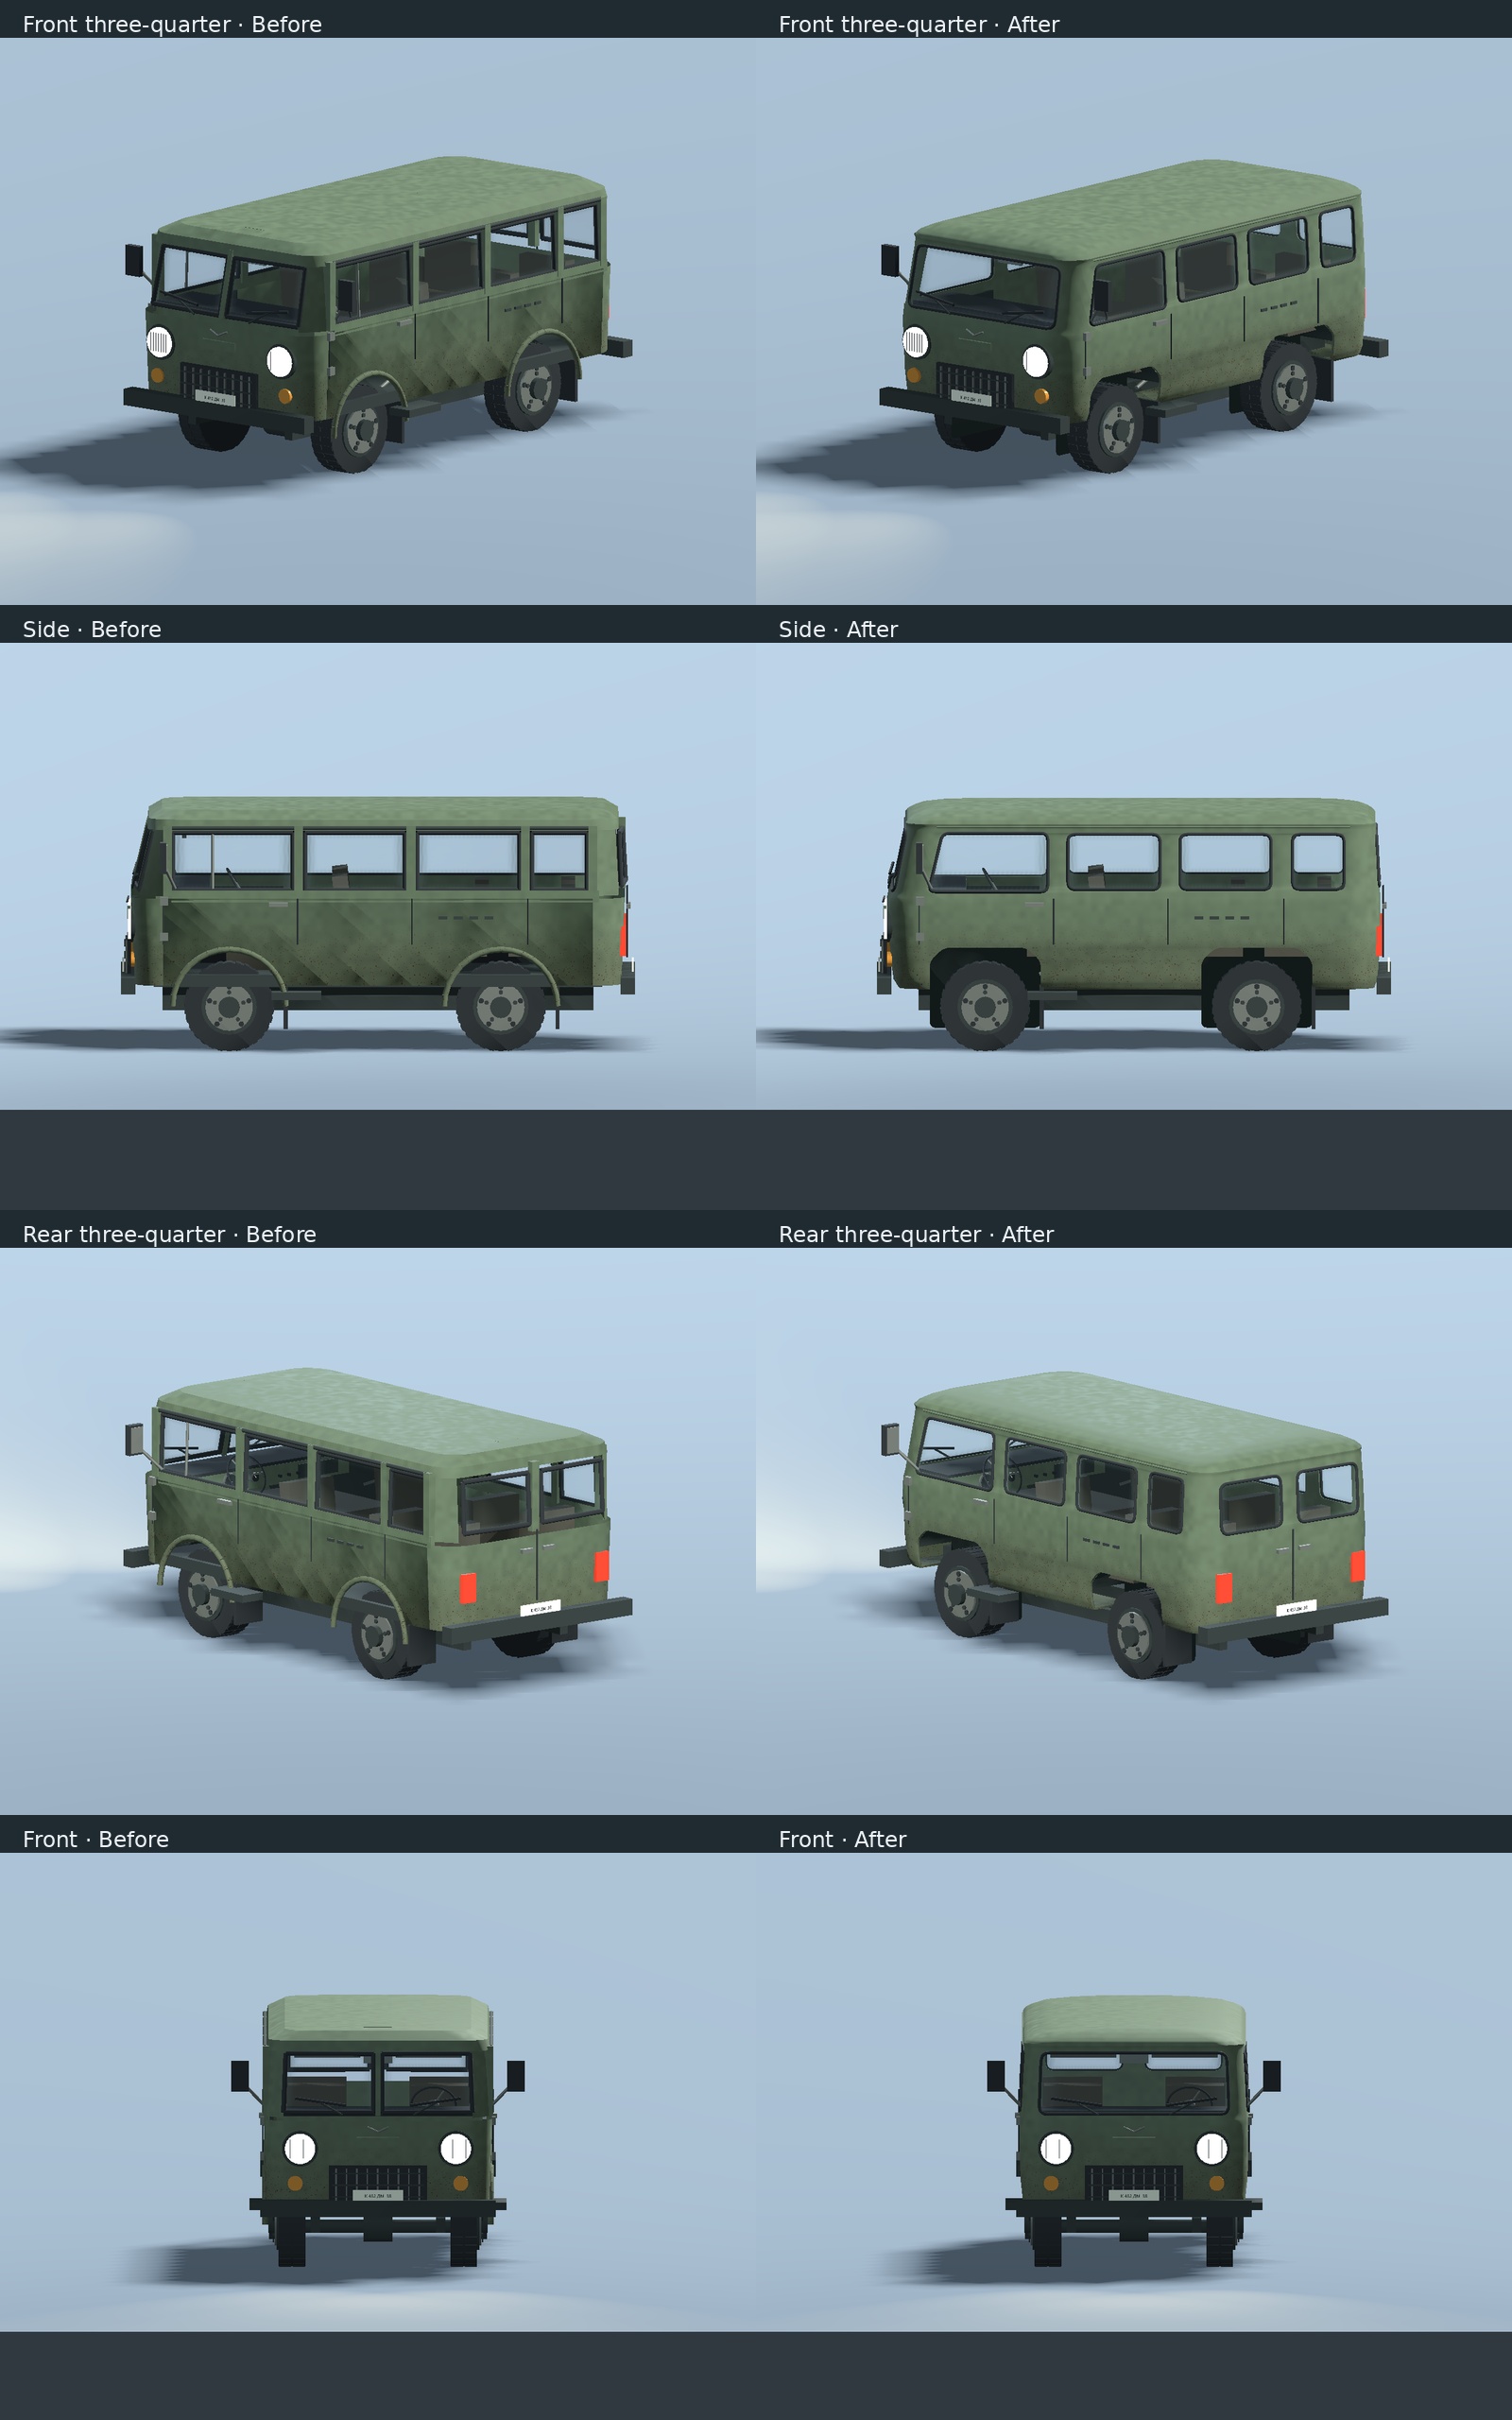 Front three-quarter · Before
Front three-quarter · After
Side · Before
Side · After
Rear three-quarter · Before
Rear three-quarter · After
Front · Before
Front · After